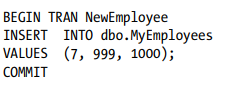 BEGIN TRAN NewEmployee
INSERT  INTO dbo.MyEmployees
VALUES  (7, 999, 1000);
COMMIT